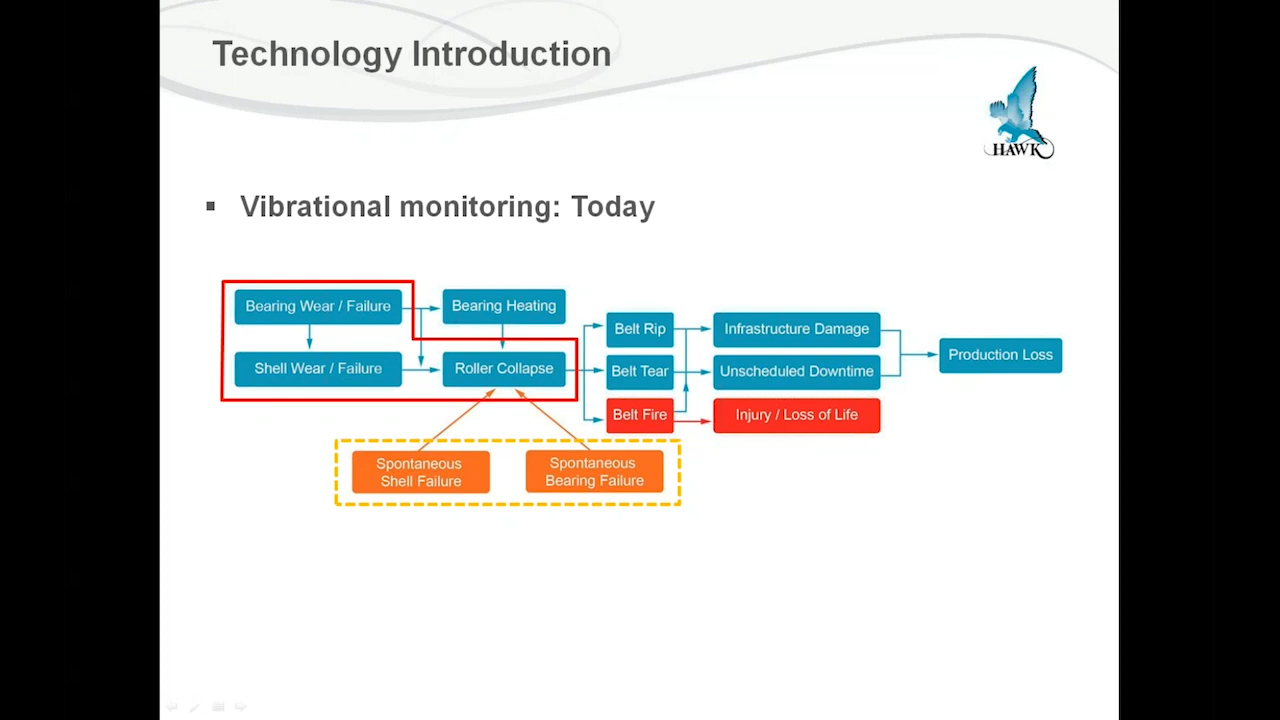 Technology Introduction
HAWK
▪ Vibrational monitoring: Today
Bearing Wear / Failure
Bearing Heating
Shell Wear / Failure
Roller Collapse
Belt Rip
Belt Tear
Belt Fire
Infrastructure Damage
Unscheduled Downtime
Injury / Loss of Life
Production Loss
Spontaneous
Shell Failure
Spontaneous
Bearing Failure